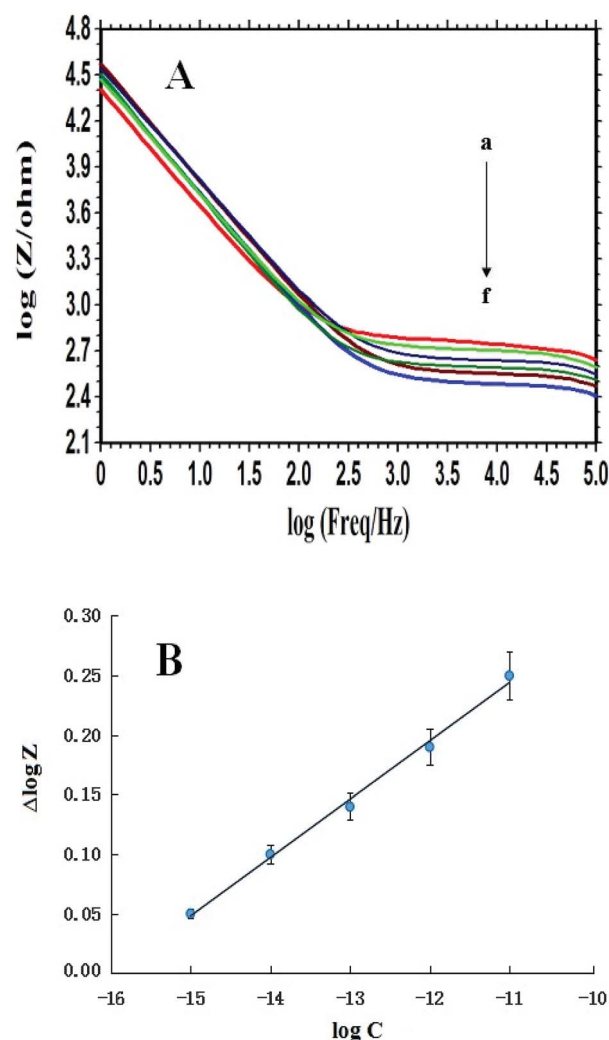 4.8
4.5
4.2
3.9
3.6
3.3
3.0
2.7
2.4
2.1
log (Z/ohm)
A
a
f
0 0.5 1.0 1.5 2.0 2.5 3.0 3.5 4.0 4.5 5.0
log (Freq/Hz)
0.30
0.25
0.20
0.15
0.10
0.05
0.00
ΔlogZ
B
-16 -15 -14 -13 -12 -11 -10
log C